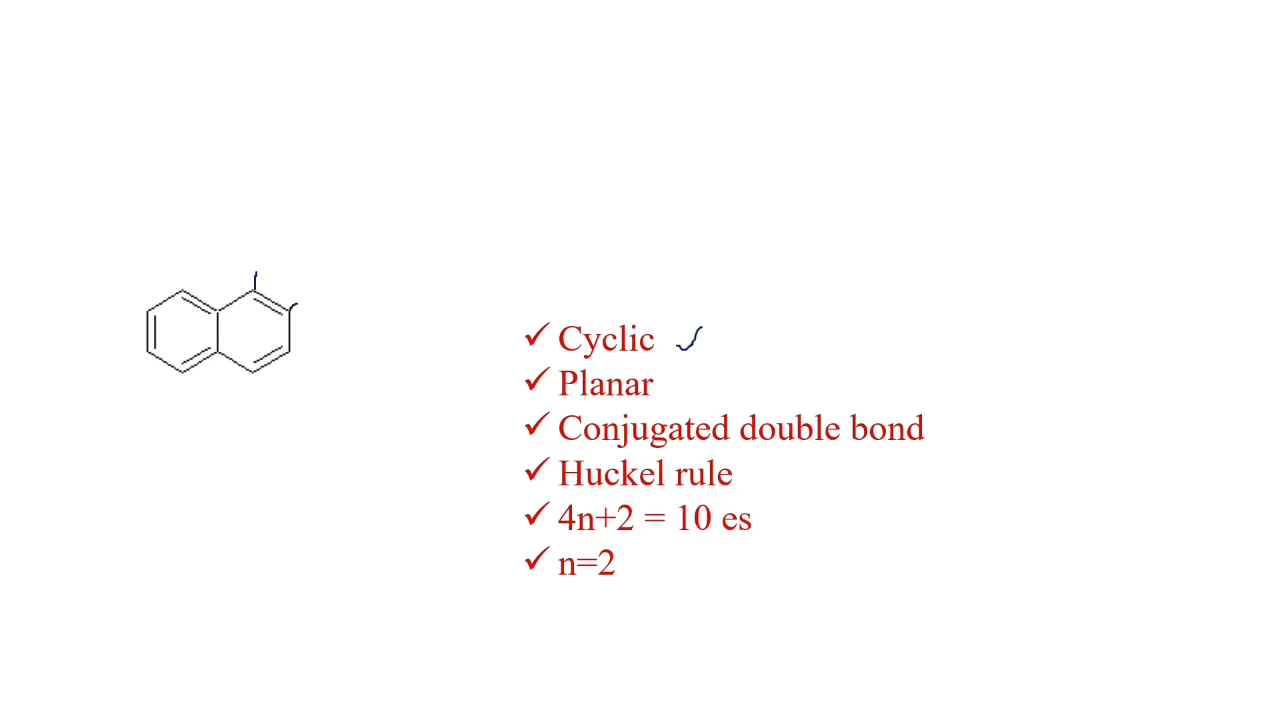 ✓ Cyclic ✓
✓ Planar
✓ Conjugated double bond
✓ Huckel rule
✓ 4n+2 = 10 es
✓ n=2